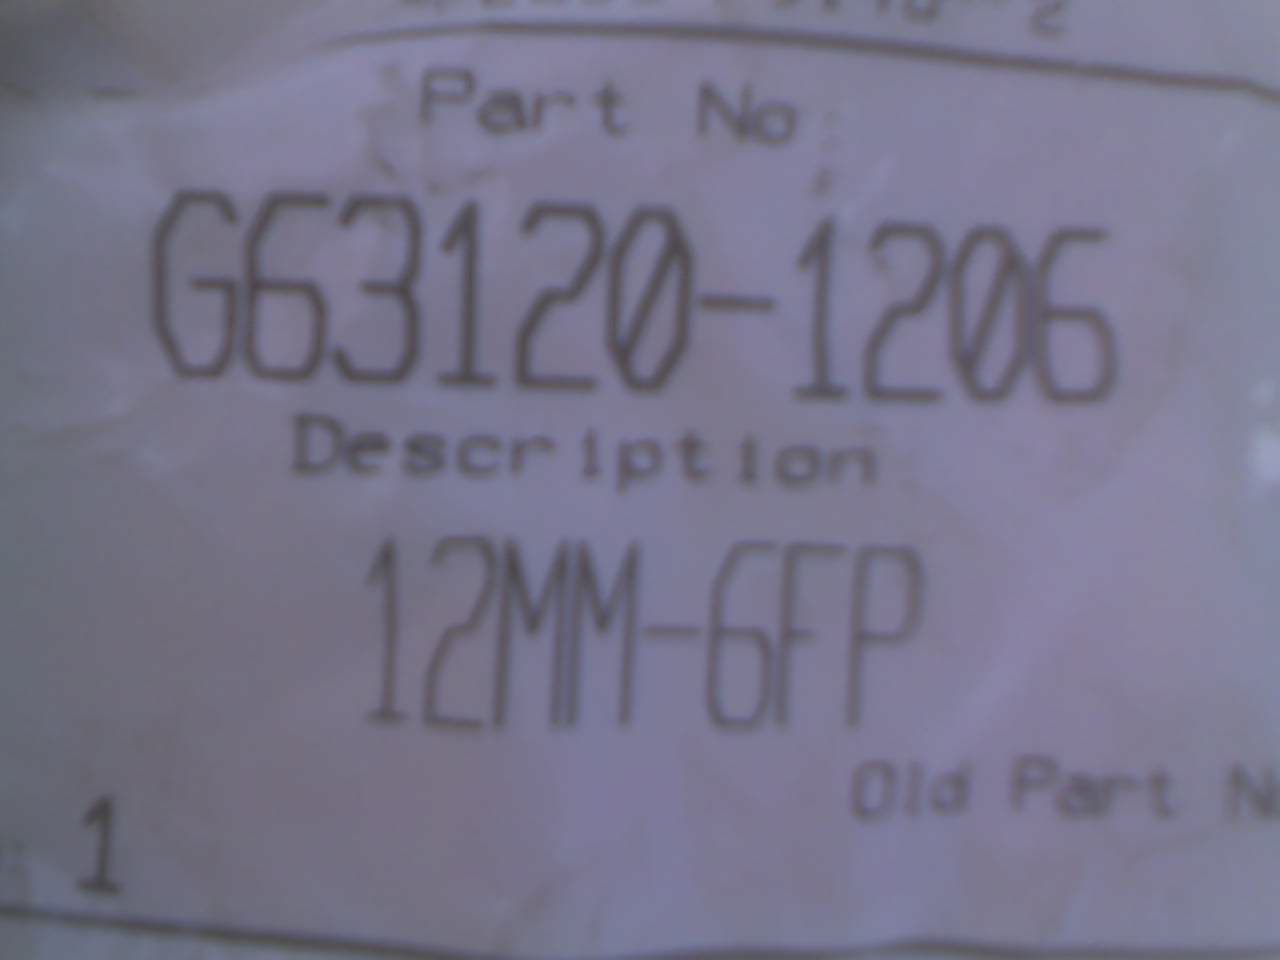 Part No
G63120-1206
Description
12MM-6FP
Old Part
1